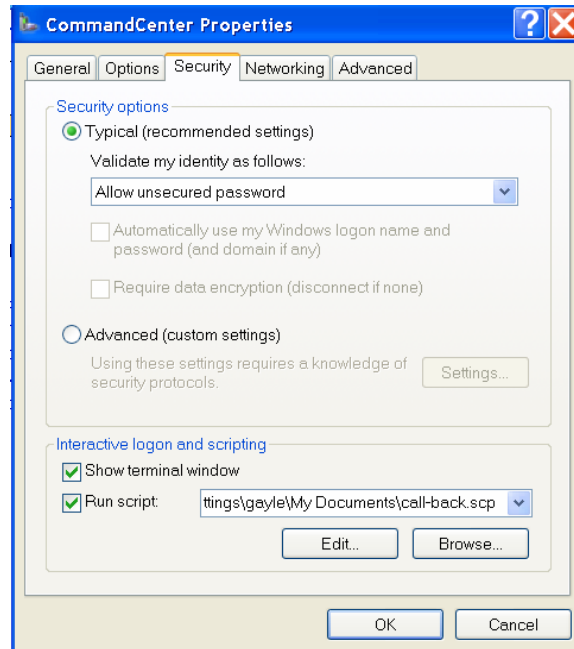 CommandCenter Properties
General Options Security Networking Advanced
Security options
Typical (recommended settings)
Validate my identity as follows:
Allow unsecured password
Automatically use my Windows logon name and
password (and domain if any)
Require data encryption (disconnect if none)
Advanced (custom settings)
Using these settings requires a knowledge of
security protocols.
Settings...
Interactive logon and scripting
Show terminal window
Run script: ttings\gayle\My Documents\call-back.scp
Edit... Browse...
OK Cancel